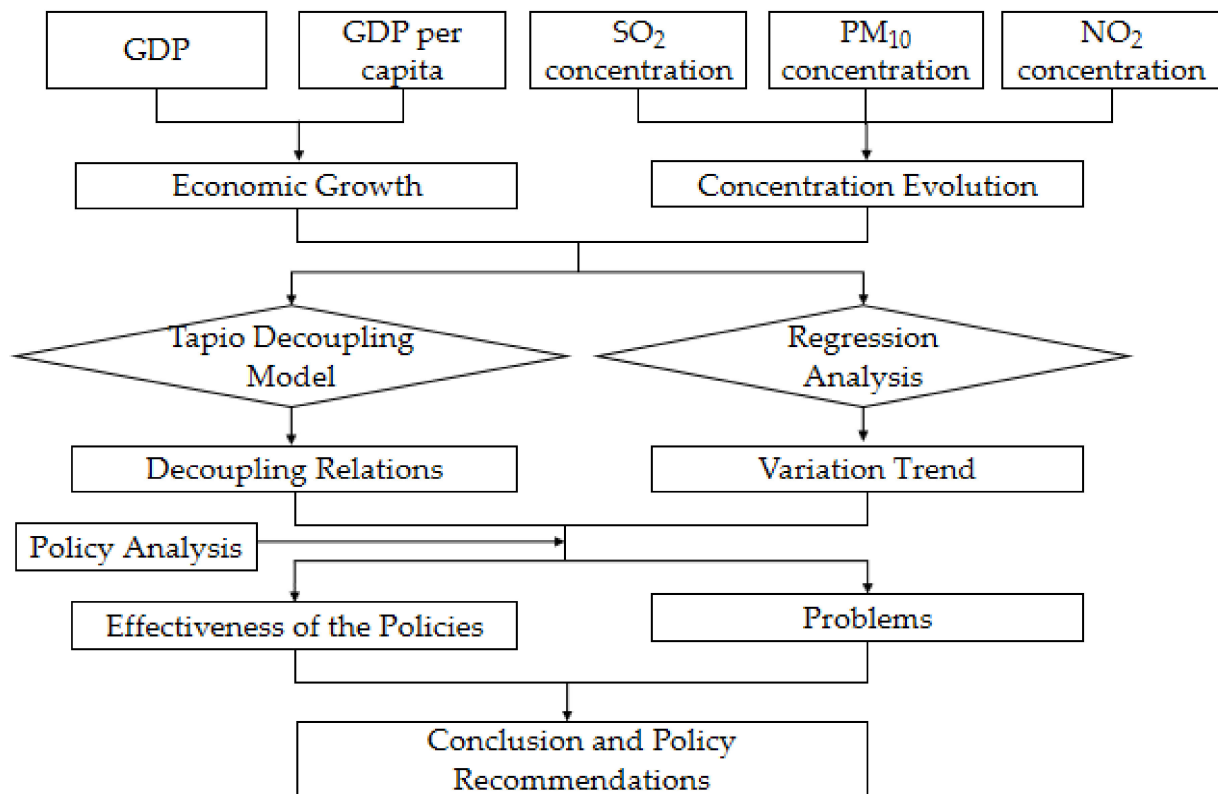 GDP
GDP per
capita
SO₂
concentration
PM₁₀
concentration
NO₂
concentration
Economic Growth
Concentration Evolution
Tapio Decoupling
Model
Regression
Analysis
Decoupling Relations
Variation Trend
Policy Analysis
Effectiveness of the Policies
Problems
Conclusion and Policy
Recommendations